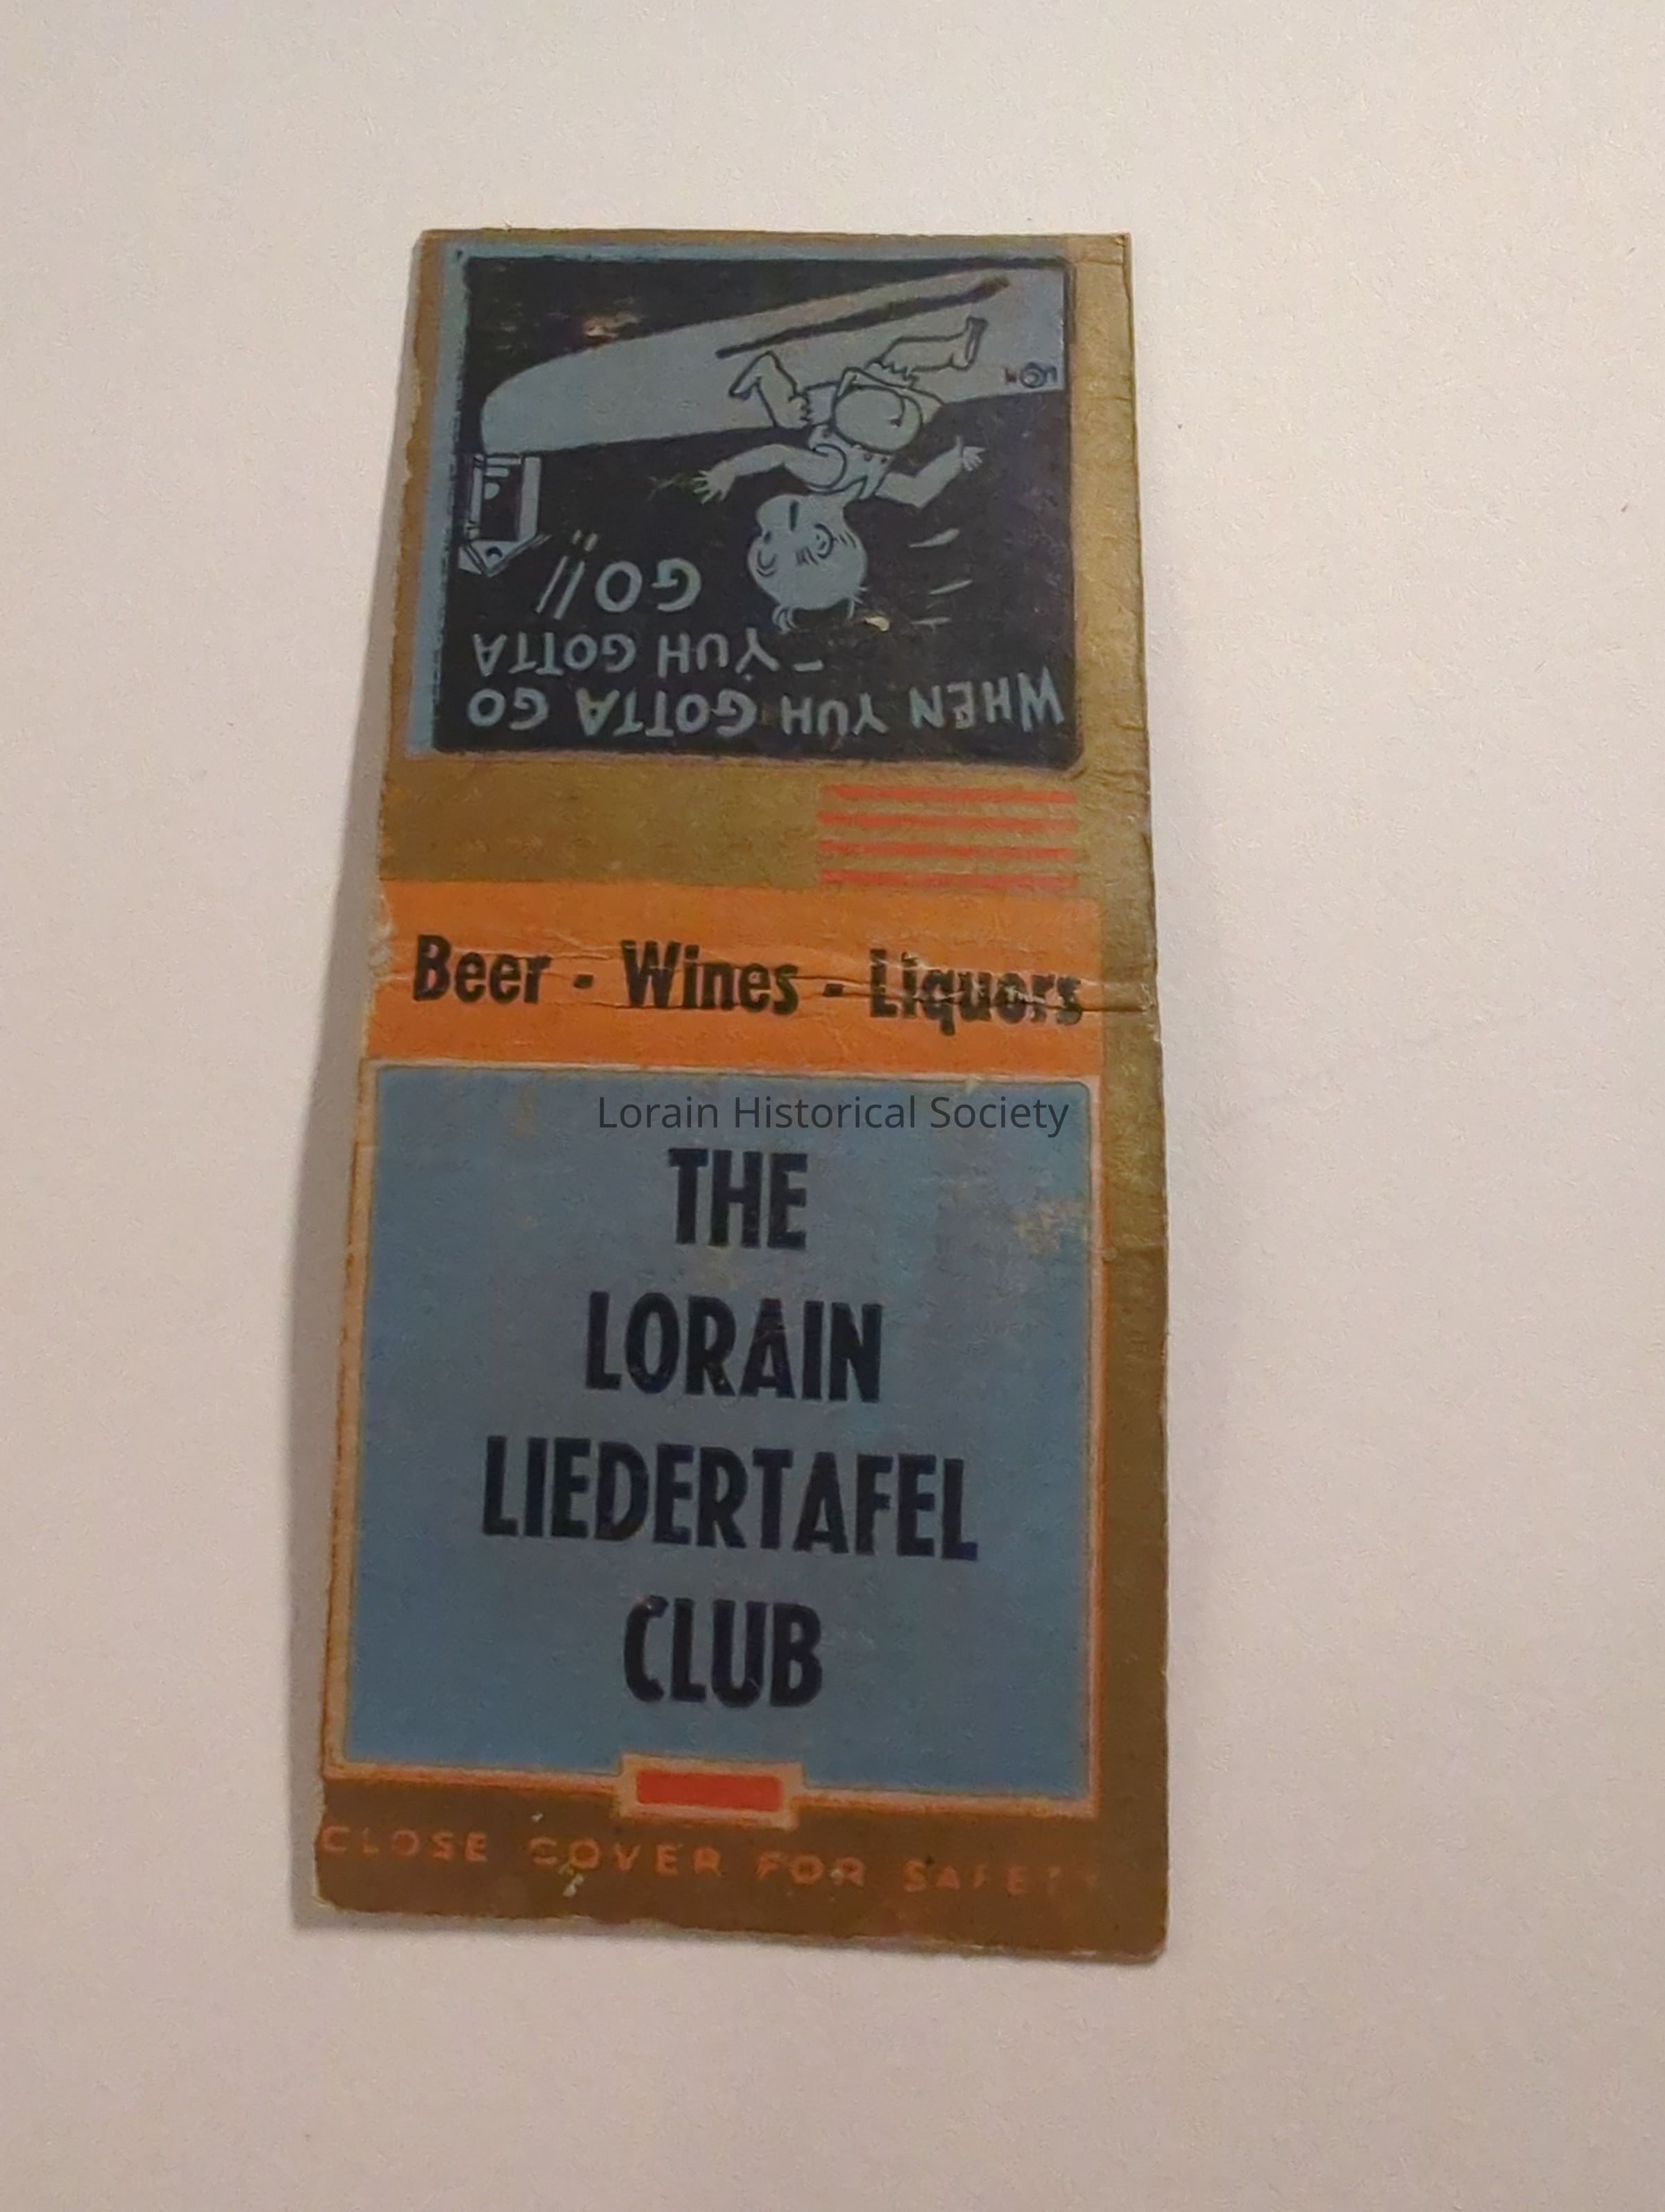 WHEN YUH GOTTA GO
- YUH GOTTA
GO!!
Beer - Wines - Liquors
Lorain Historical Society
THE
LORAIN
LIEDERTAFEL
CLUB
CLOSE COVER FOR SAFETY